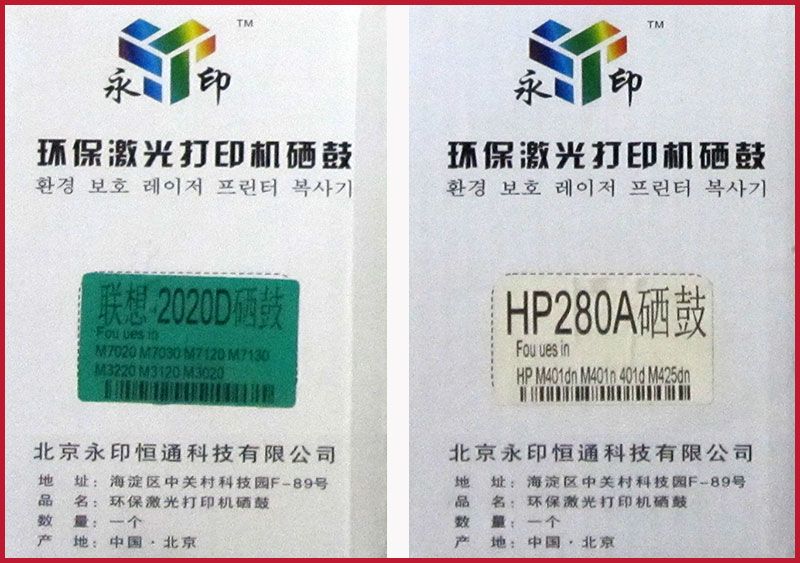 TM
永印
环保激光打印机硒鼓
환경 보호 레이저 프린터 복사기
联想 2020D硒鼓
Fou ues in
M7020 M7030 M7120 M7130
M3220 M3120 M3020
北京永印恒通科技有限公司
地 址：海淀区中关村科技园F-89号
品 名：环保激光打印机硒鼓
数 量：一个
产 地：中国·北京
TM
永印
环保激光打印机硒鼓
환경 보호 레이저 프린터 복사기
HP280A硒鼓
Fou ues in
HP M401dn M401n 401d M425dn
北京永印恒通科技有限公司
地 址：海淀区中关村科技园F-89号
品 名：环保激光打印机硒鼓
数 量：一个
产 地：中国·北京